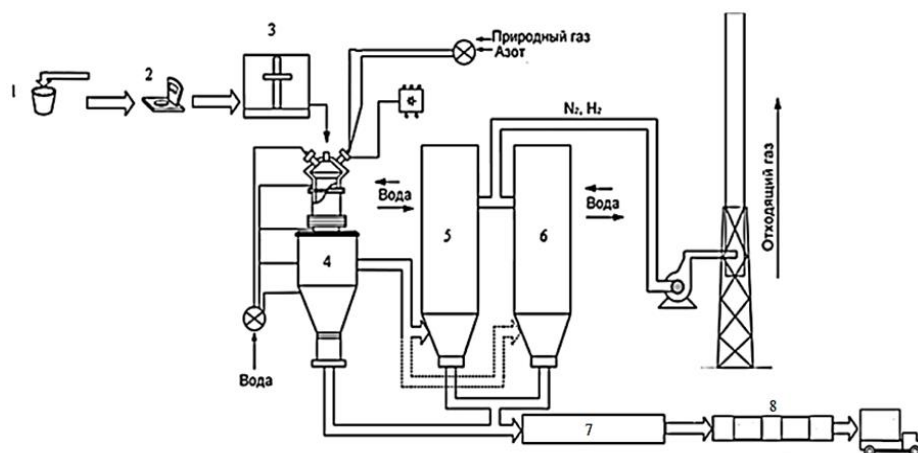 3
Природный газ
Азот
2
1
N₂, H₂
Вода
Вода
Отходящий газ
5
6
4
Вода
8
7